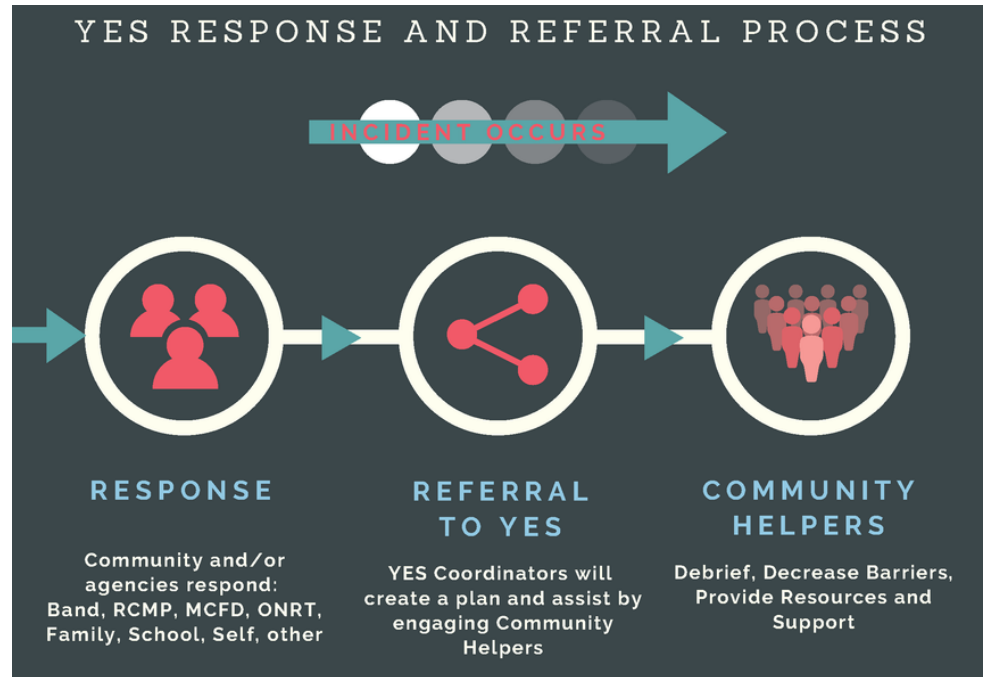 YES RESPONSE AND REFERRAL PROCESS
INCIDENT OCCURS
RESPONSE
Community and/or
agencies respond:
Band, RCMP, MCFD, ONRT,
Family, School, Self, other
REFERRAL
TO YES
YES Coordinators will
create a plan and assist by
engaging Community
Helpers
COMMUNITY
HELPERS
Debrief, Decrease Barriers,
Provide Resources and
Support